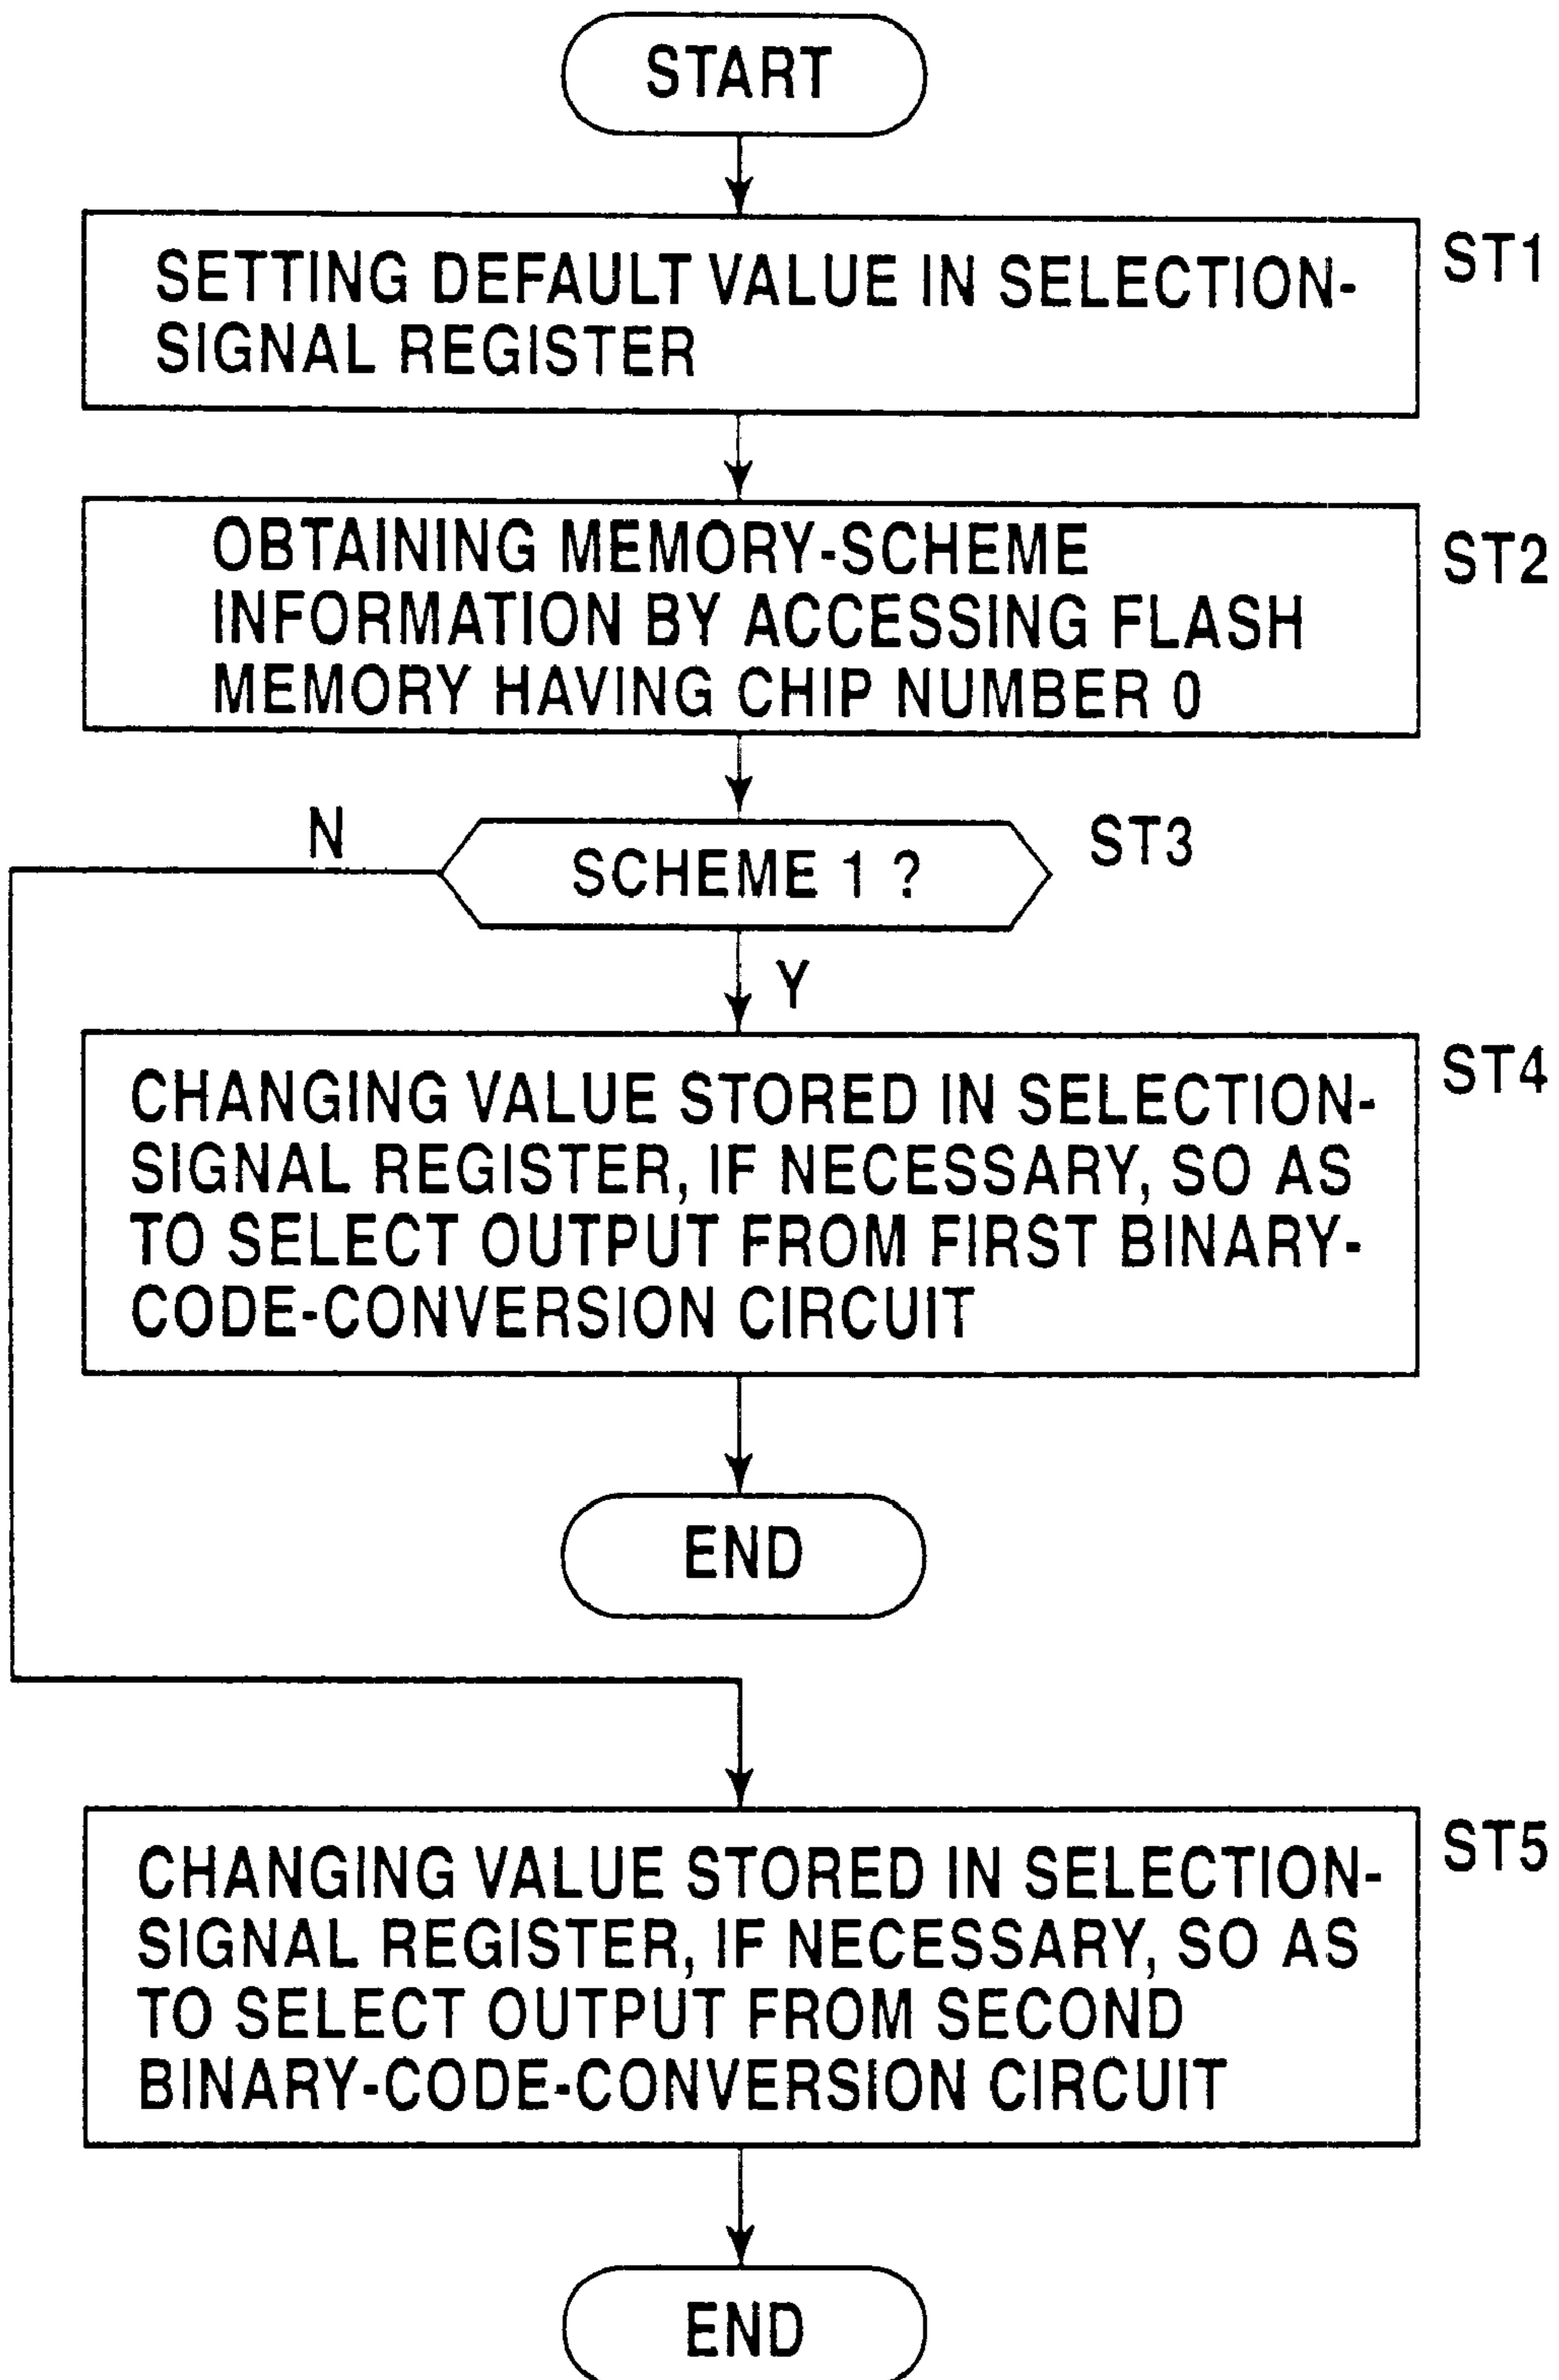 START
SETTING DEFAULT VALUE IN SELECTION-
SIGNAL REGISTER
ST1
OBTAINING MEMORY-SCHEME
INFORMATION BY ACCESSING FLASH
MEMORY HAVING CHIP NUMBER 0
ST2
N
SCHEME 1 ?
ST3
Y
CHANGING VALUE STORED IN SELECTION-
SIGNAL REGISTER, IF NECESSARY, SO AS
TO SELECT OUTPUT FROM FIRST BINARY-
CODE-CONVERSION CIRCUIT
ST4
END
CHANGING VALUE STORED IN SELECTION-
SIGNAL REGISTER, IF NECESSARY, SO AS
TO SELECT OUTPUT FROM SECOND
BINARY-CODE-CONVERSION CIRCUIT
ST5
END